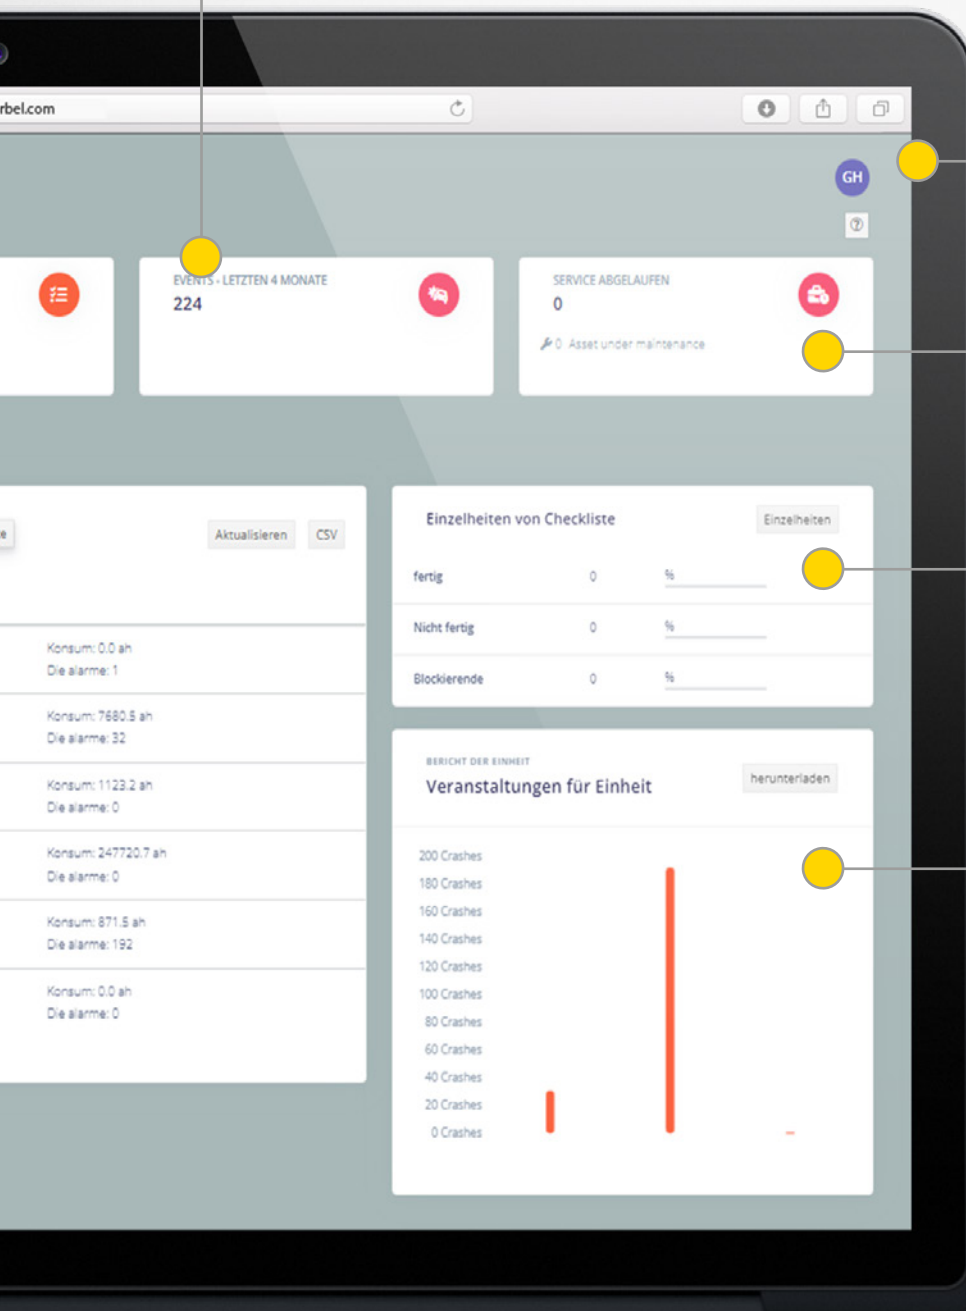 rbel.com
GH
EVENTS - LETZTEN 4 MONATE
224
SERVICE ABGELAUFEN
0
0 Asset under maintenance
Aktualisieren
CSV
Konsum: 0.0 ah
Die alarme: 1
Konsum: 7680.5 ah
Die alarme: 32
Konsum: 1123.2 ah
Die alarme: 0
Konsum: 247720.7 ah
Die alarme: 0
Konsum: 871.5 ah
Die alarme: 192
Konsum: 0.0 ah
Die alarme: 0
Einzelheiten von Checkliste
Einzelheiten
fertig 0 %
Nicht fertig 0 %
Blockierende 0 %
BERICHT DER EINHEIT
Veranstaltungen für Einheit
herunterladen
200 Crashes
180 Crashes
160 Crashes
140 Crashes
120 Crashes
100 Crashes
80 Crashes
60 Crashes
40 Crashes
20 Crashes
0 Crashes